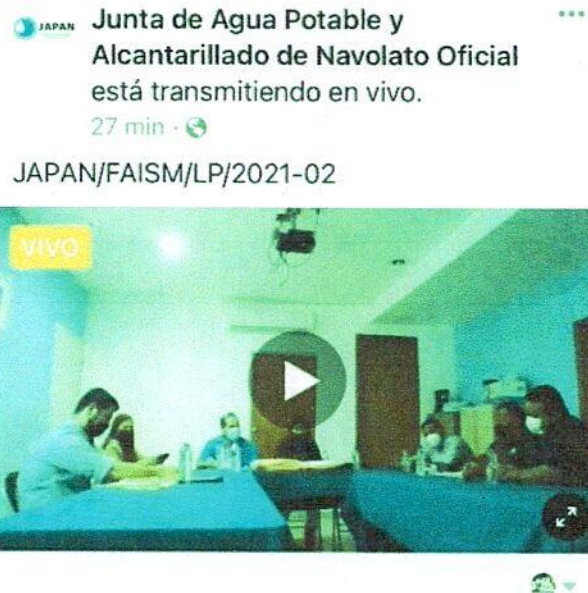 JAPAN
Junta de Agua Potable y
Alcantarillado de Navolato Oficial
está transmitiendo en vivo.
27 min ·
JAPAN/FAISM/LP/2021-02
VIVO